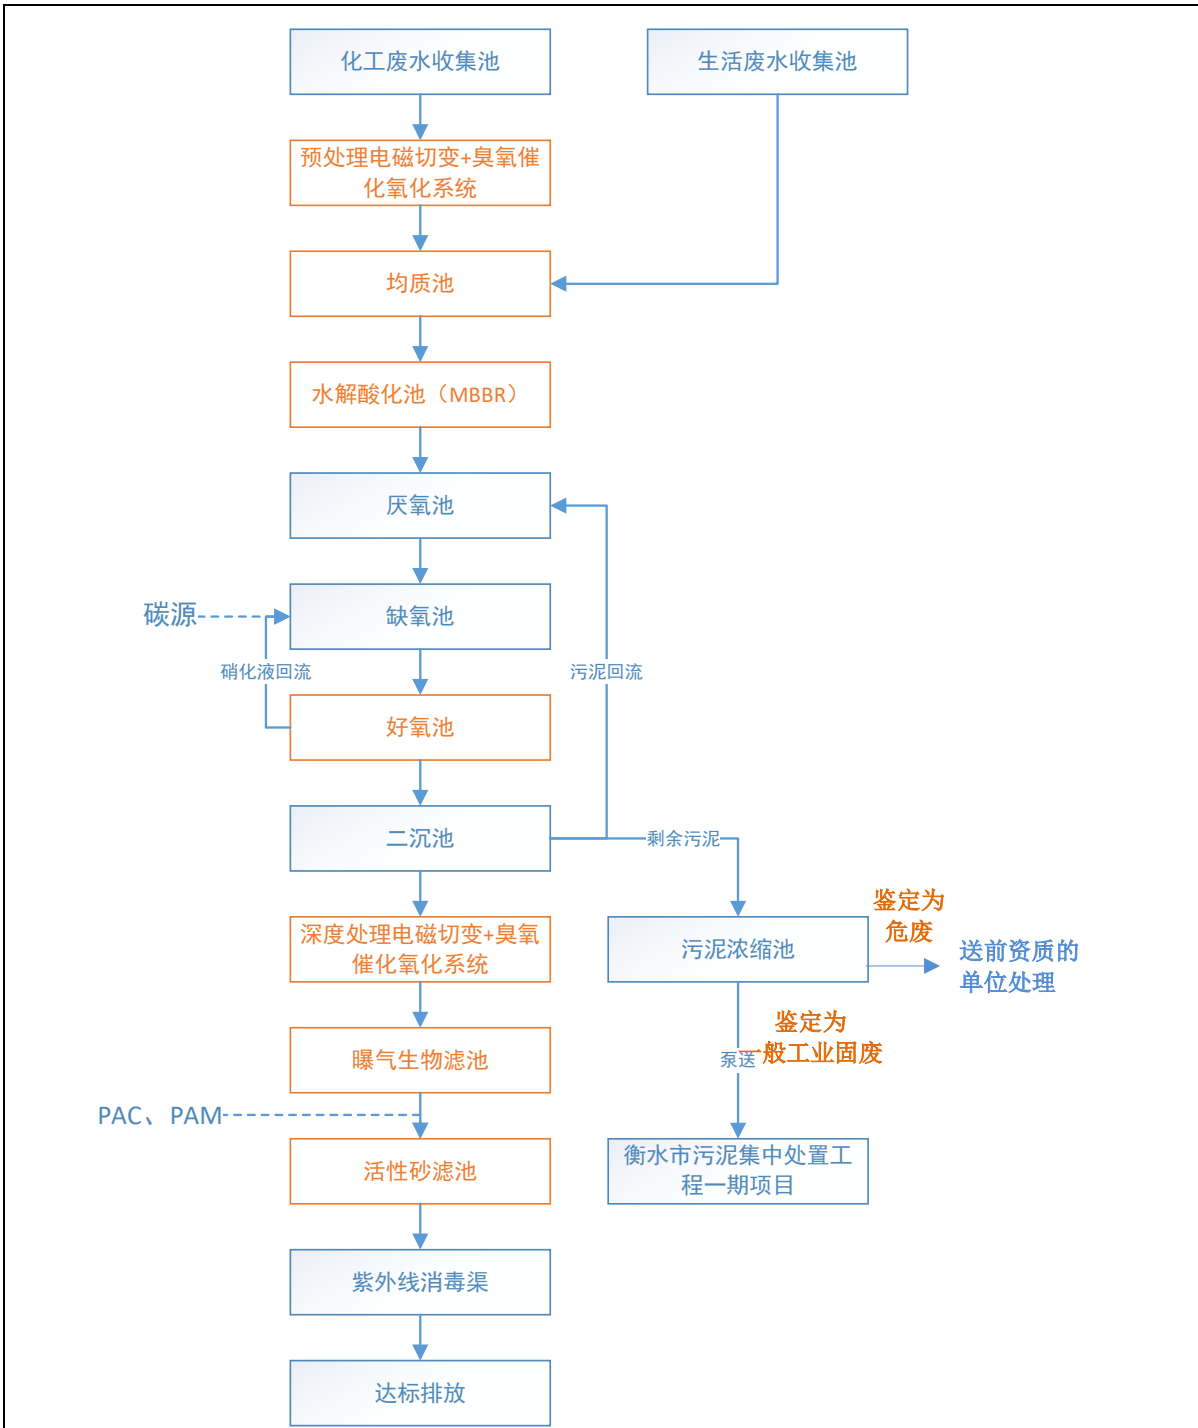 化工废水收集池
生活废水收集池
预处理电磁切变+臭氧催
化氧化系统
均质池
水解酸化池（MBBR）
厌氧池
碳源
缺氧池
硝化液回流
污泥回流
好氧池
二沉池
剩余污泥
鉴定为
危废
深度处理电磁切变+臭氧
催化氧化系统
污泥浓缩池
送前资质的
单位处理
鉴定为
一般工业固废
泵送
曝气生物滤池
PAC、PAM
活性砂滤池
衡水市污泥集中处置工
程一期项目
紫外线消毒渠
达标排放